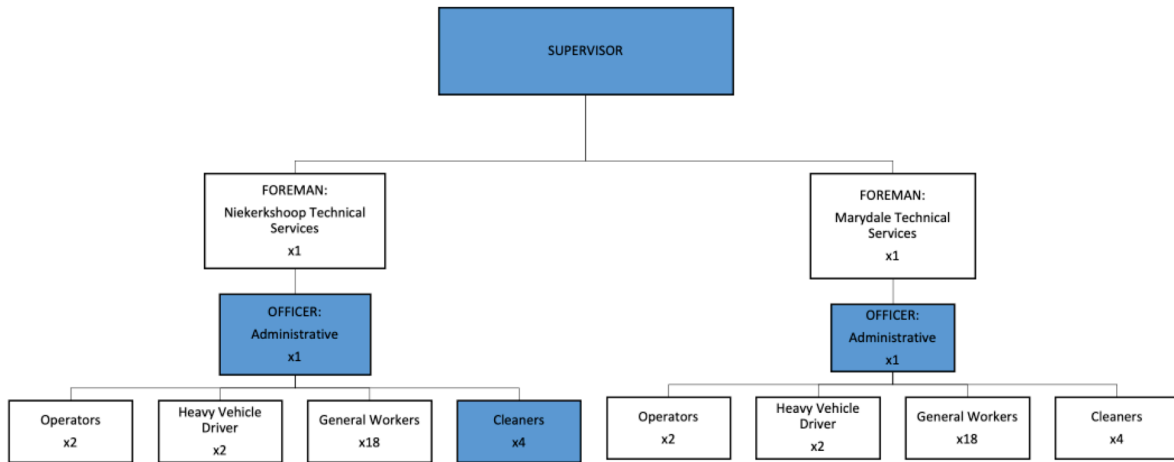 SUPERVISOR
FOREMAN:
Niekerkshoop Technical
Services
x1
FOREMAN:
Marydale Technical
Services
x1
OFFICER:
Administrative
x1
OFFICER:
Administrative
x1
Operators
x2
Heavy Vehicle
Driver
x2
General Workers
x18
Cleaners
x4
Operators
x2
Heavy Vehicle
Driver
x2
General Workers
x18
Cleaners
x4